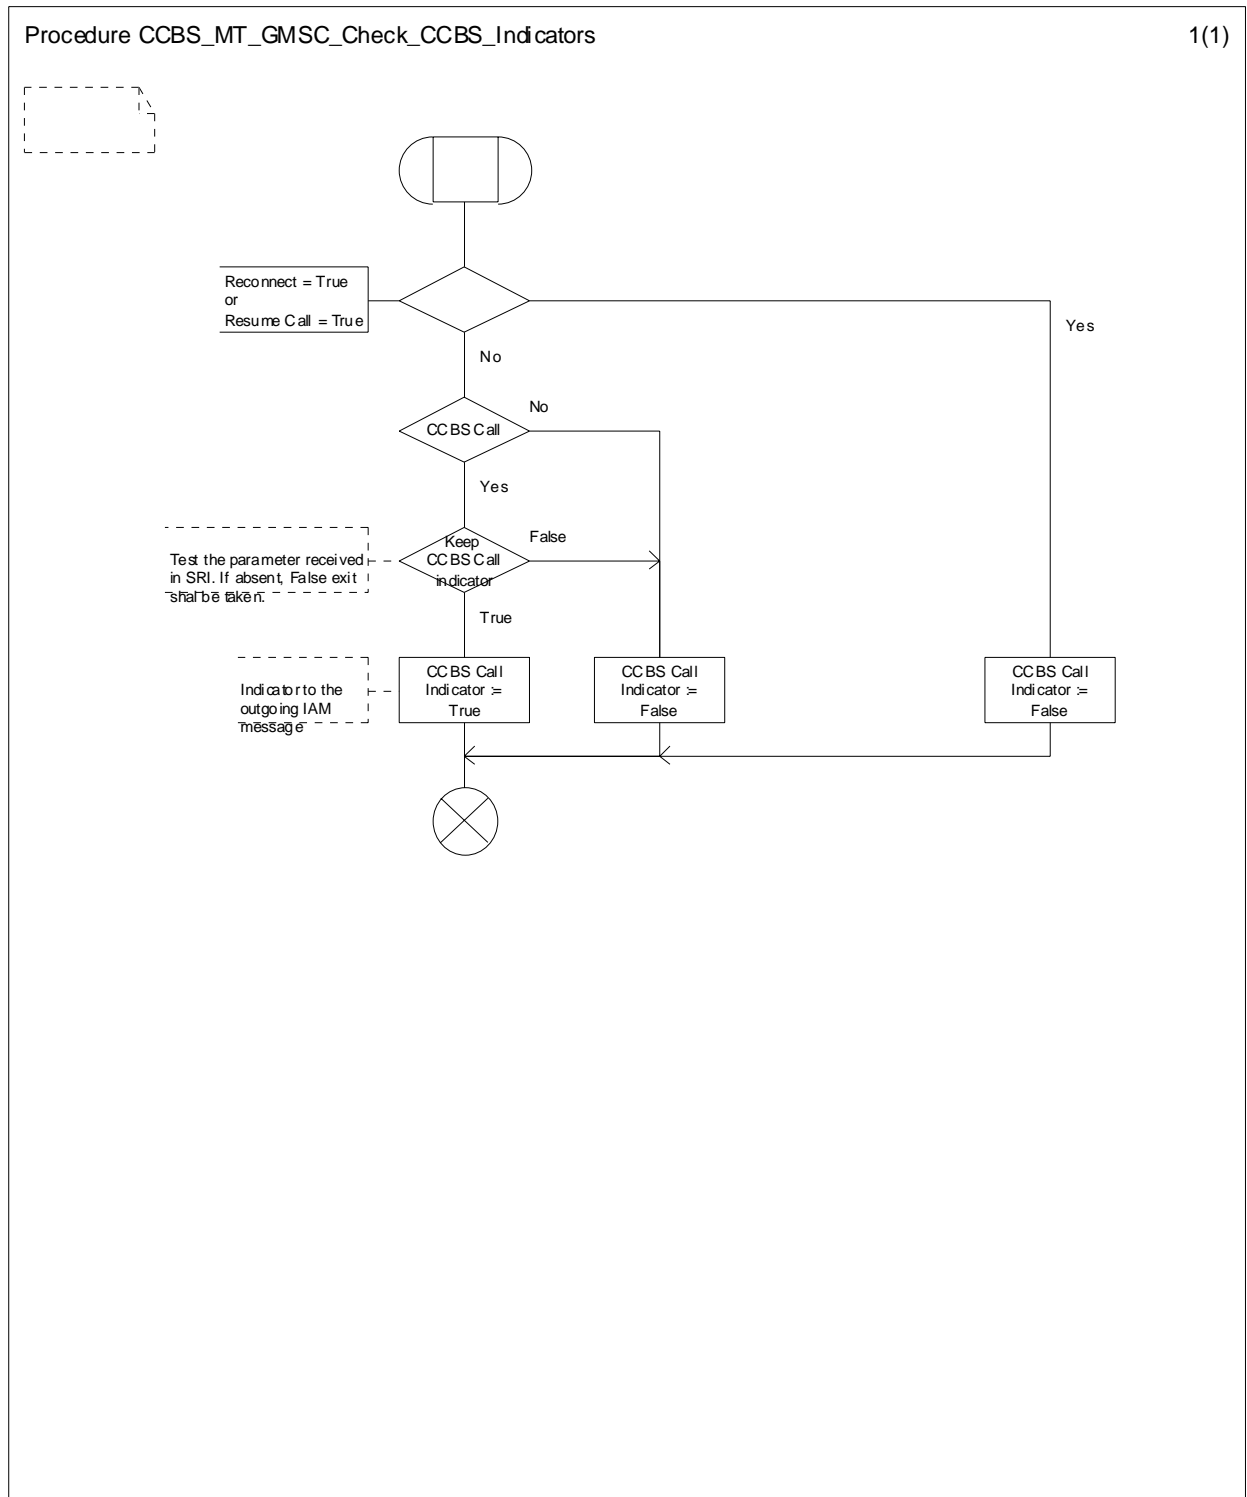 Procedure CCBS_MT_GMSC_Check_CCBS_Indicators
1(1)
Reconnect = True
or
Resume Call = True
Yes
No
CCBS Call
No
Yes
Keep
CCBS Call
indicator
False
Test the parameter received
in SRI. If absent, False exit
shal be taken.
True
CCBS Call
Indicator :=
True
CCBS Call
Indicator :=
False
CCBS Call
Indicator :=
False
Indicator to the
outgoing IAM
message